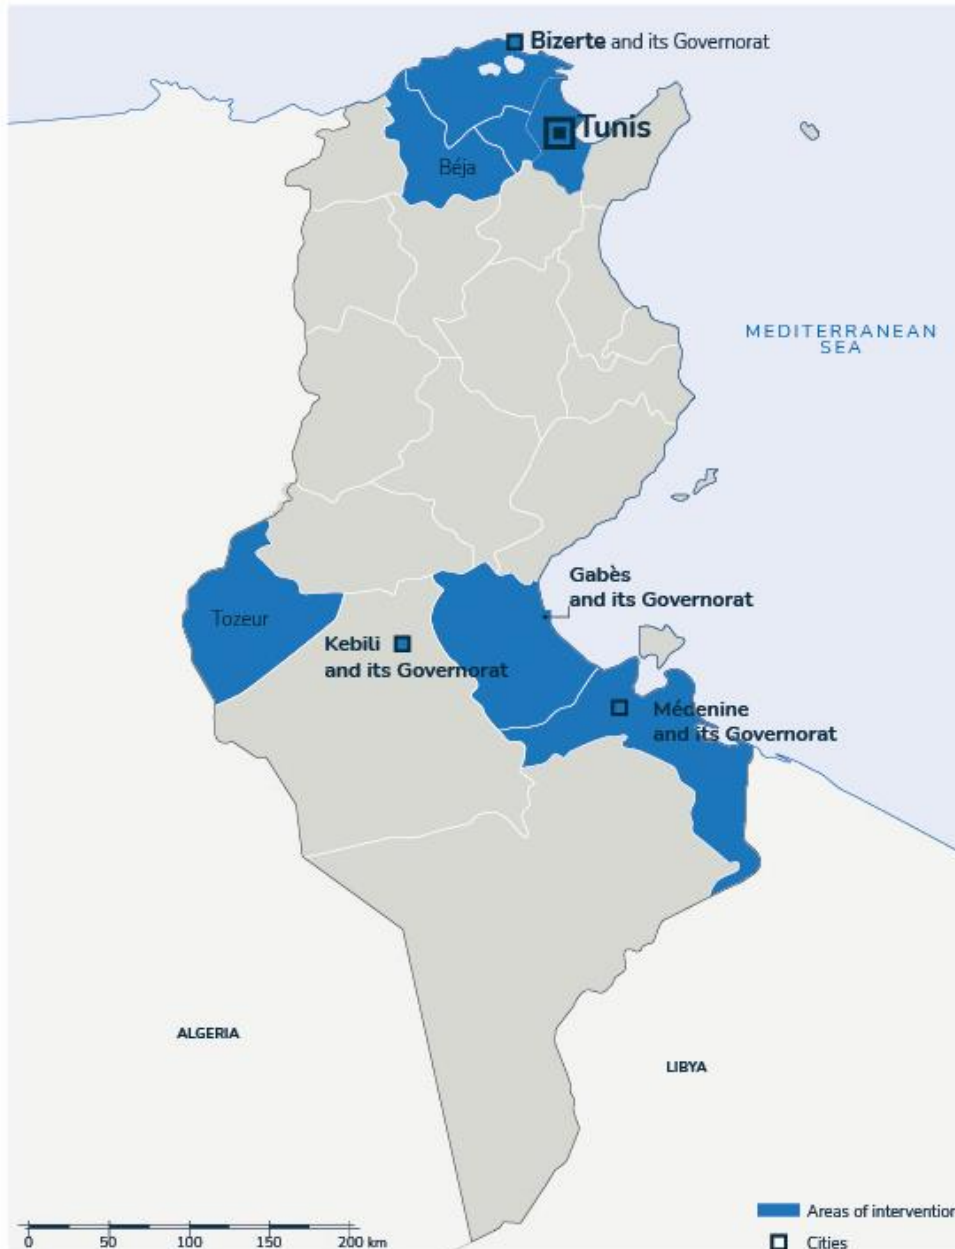 Bizerte and its Governorat
Tunis
Béja
MEDITERRANEAN
SEA
Gabès
and its Governorat
Tozeur
Kebili
and its Governorat
Médenine
and its Governorat
ALGERIA
LIBYA
Areas of intervention
0 50 100 150 200 km
Cities